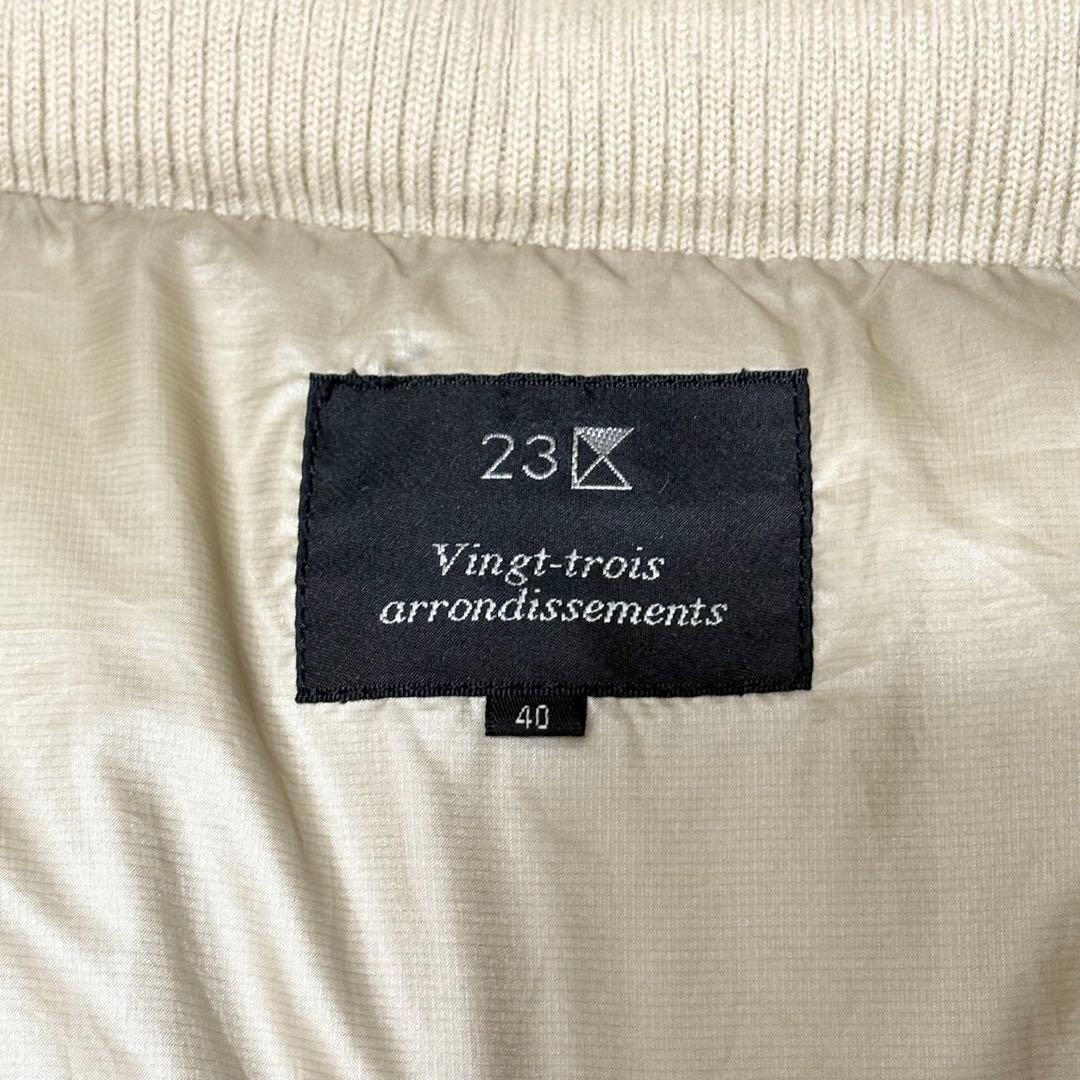 23
Vingt-trois
arrondissements
40